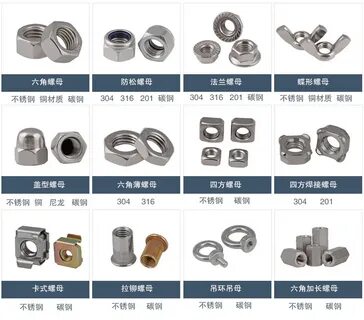 六角螺母 防松螺母 法兰螺母 蝶形螺母
不锈钢 铜材质 碳钢 304 316 201 碳钢 304 316 201 碳钢 不锈钢 铜材质 碳钢
盖型螺母 六角薄螺母 四方螺母 四方焊接螺母
不锈钢 铜 尼龙 碳钢 304 316 不锈钢 碳钢 304 201
卡式螺母 拉铆螺母 吊环吊母 六角加长螺母
不锈钢 碳钢 不锈钢 碳钢 不锈钢 碳钢 不锈钢 碳钢